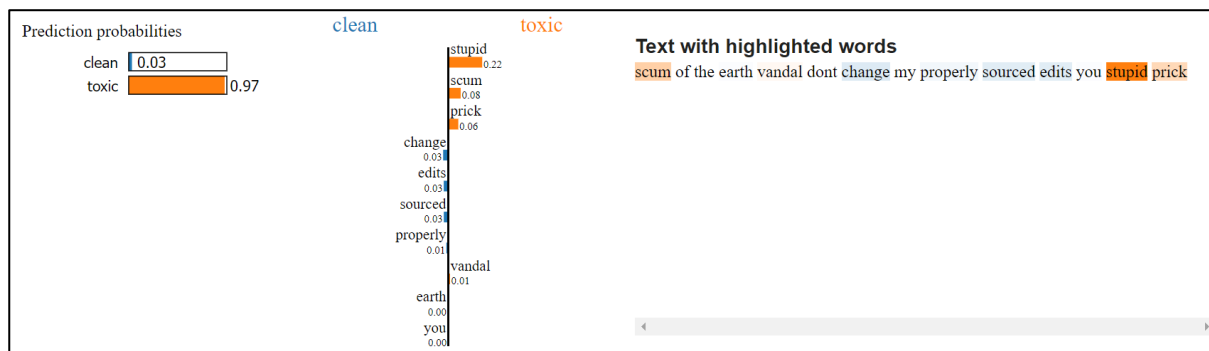 Prediction probabilities
clean 0.03
toxic 0.97
clean toxic
stupid
0.22
scum
0.08
prick
0.06
change
0.03
edits
0.03
sourced
0.03
properly
0.01
vandal
0.01
earth
0.00
you
0.00
Text with highlighted words
scum of the earth vandal dont change my properly sourced edits you stupid prick